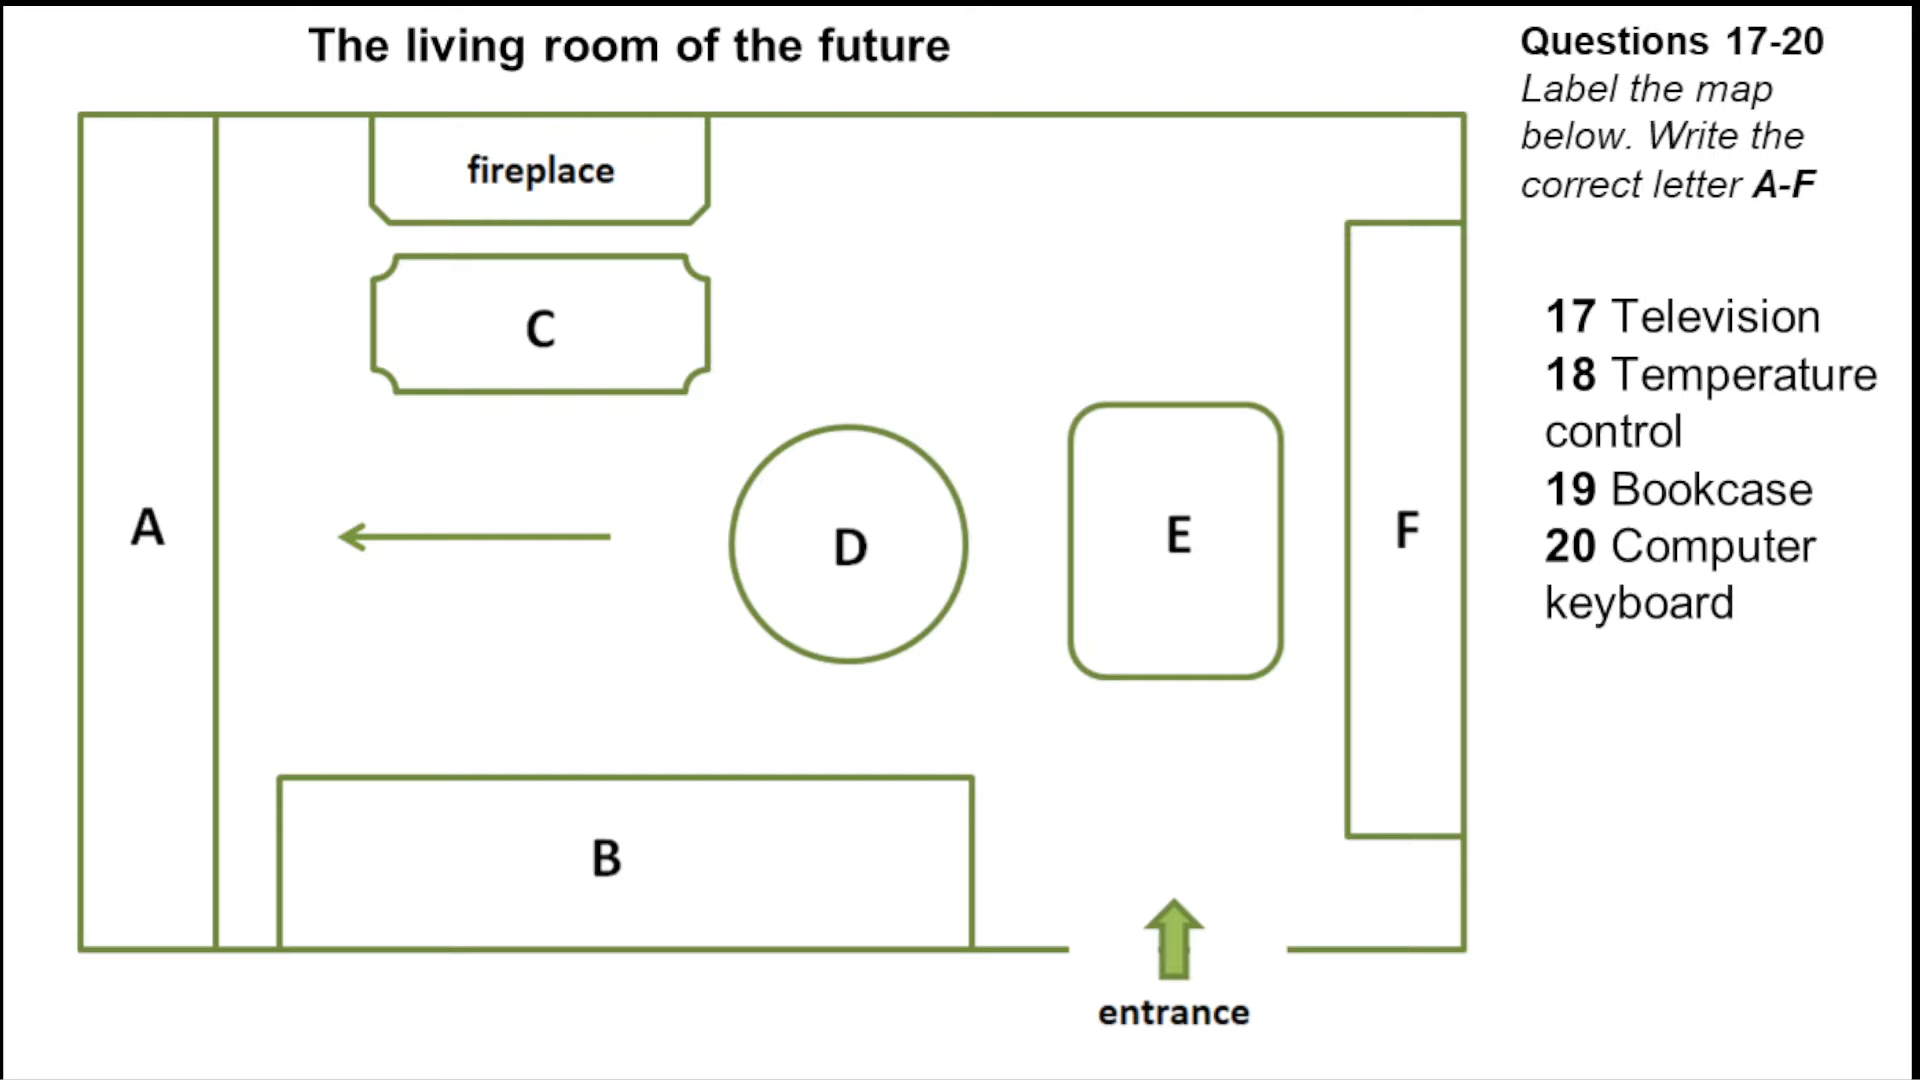 The living room of the future
fireplace
C
A
D
E
F
B
entrance
Questions 17-20
Label the map
below. Write the
correct letter A-F
17 Television
18 Temperature
control
19 Bookcase
20 Computer
keyboard